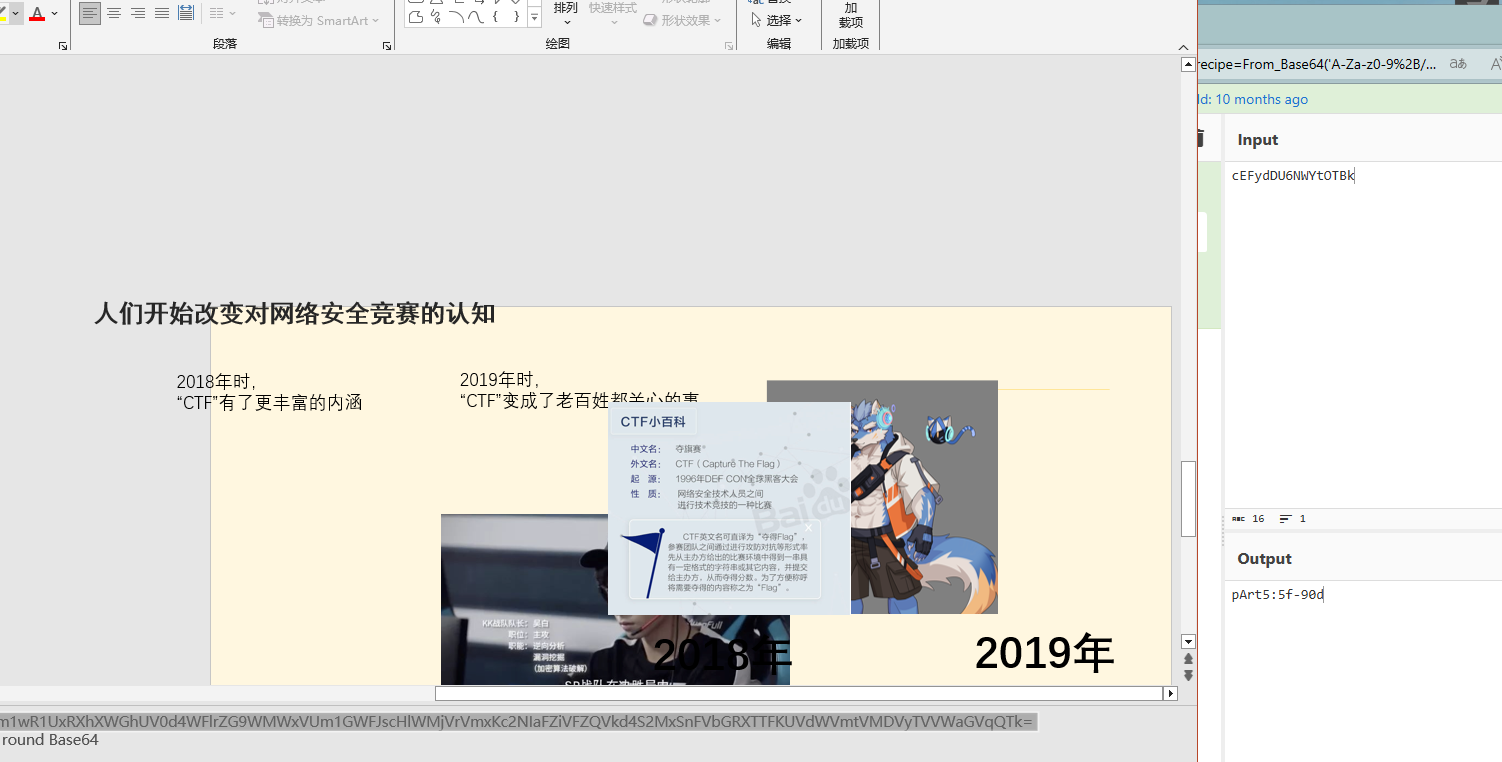 转换为 SmartArt
段落
排列
快速样式
形状效果
绘图
选择
编辑
加
载项
加载项
人们开始改变对网络安全竞赛的认知
2018年时，
“CTF”有了更丰富的内涵
2019年时，
“CTF”变成了老百姓都关心的事
CTF小百科
中文名： 夺旗赛
外文名： CTF（Capture The Flag）
起 源： 1996年DEF CON全球黑客大会
性 质： 网络安全技术人员之间
进行技术竞技的一种比赛
Baidu
CTF英文名可直译为“夺得Flag”，
参赛团队之间通过进行攻防对抗等形式率
先从主办方给出的比赛环境中得到一串具
有一定格式的字符串或其它内容，并提交
给主办方，从而夺得分数，为了方便称呼
将需要夺得的内容称之为“Flag”。
KK战队队长： 吴白
职位： 主攻
职能： 逆向分析
漏洞挖掘
（加密算法破解）
2018年
2019年
round Base64
recipe=From_Base64('A-Za-z0-9%2B/...
ld: 10 months ago
Input
cEFydDU6NWYtOTBk
16 1
Output
pArt5:5f-90d